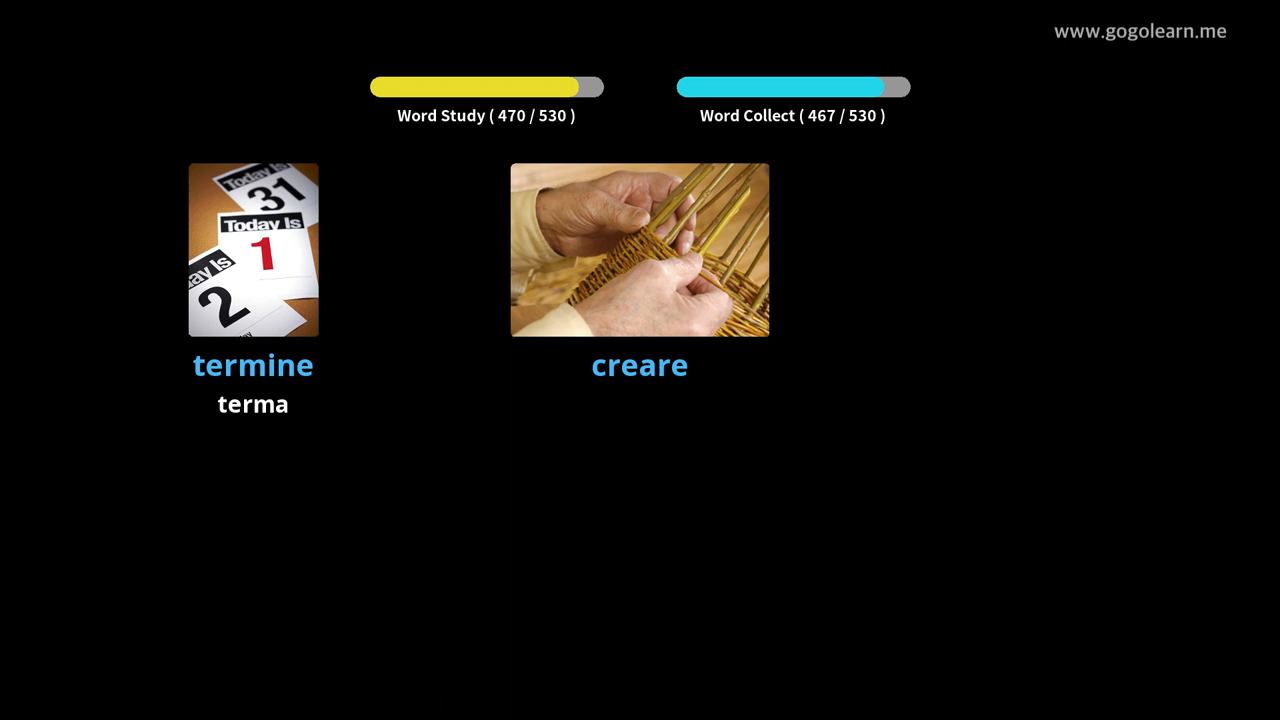 www.gogolearn.me
Word Study ( 470 / 530 )
Word Collect ( 467 / 530 )
Today Is
31
Today Is
1
ay Is
2
termine
creare
terma